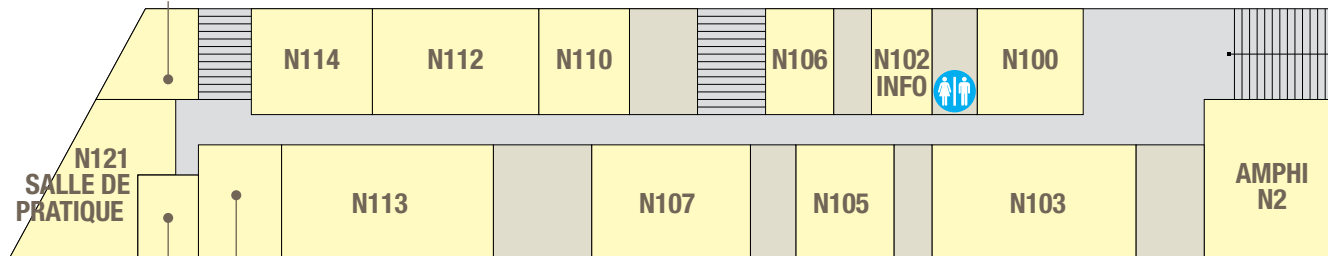 N114
N112
N110
N106
N102
INFO
N100
N121
SALLE DE
PRATIQUE
N113
N107
N105
N103
AMPHI
N2